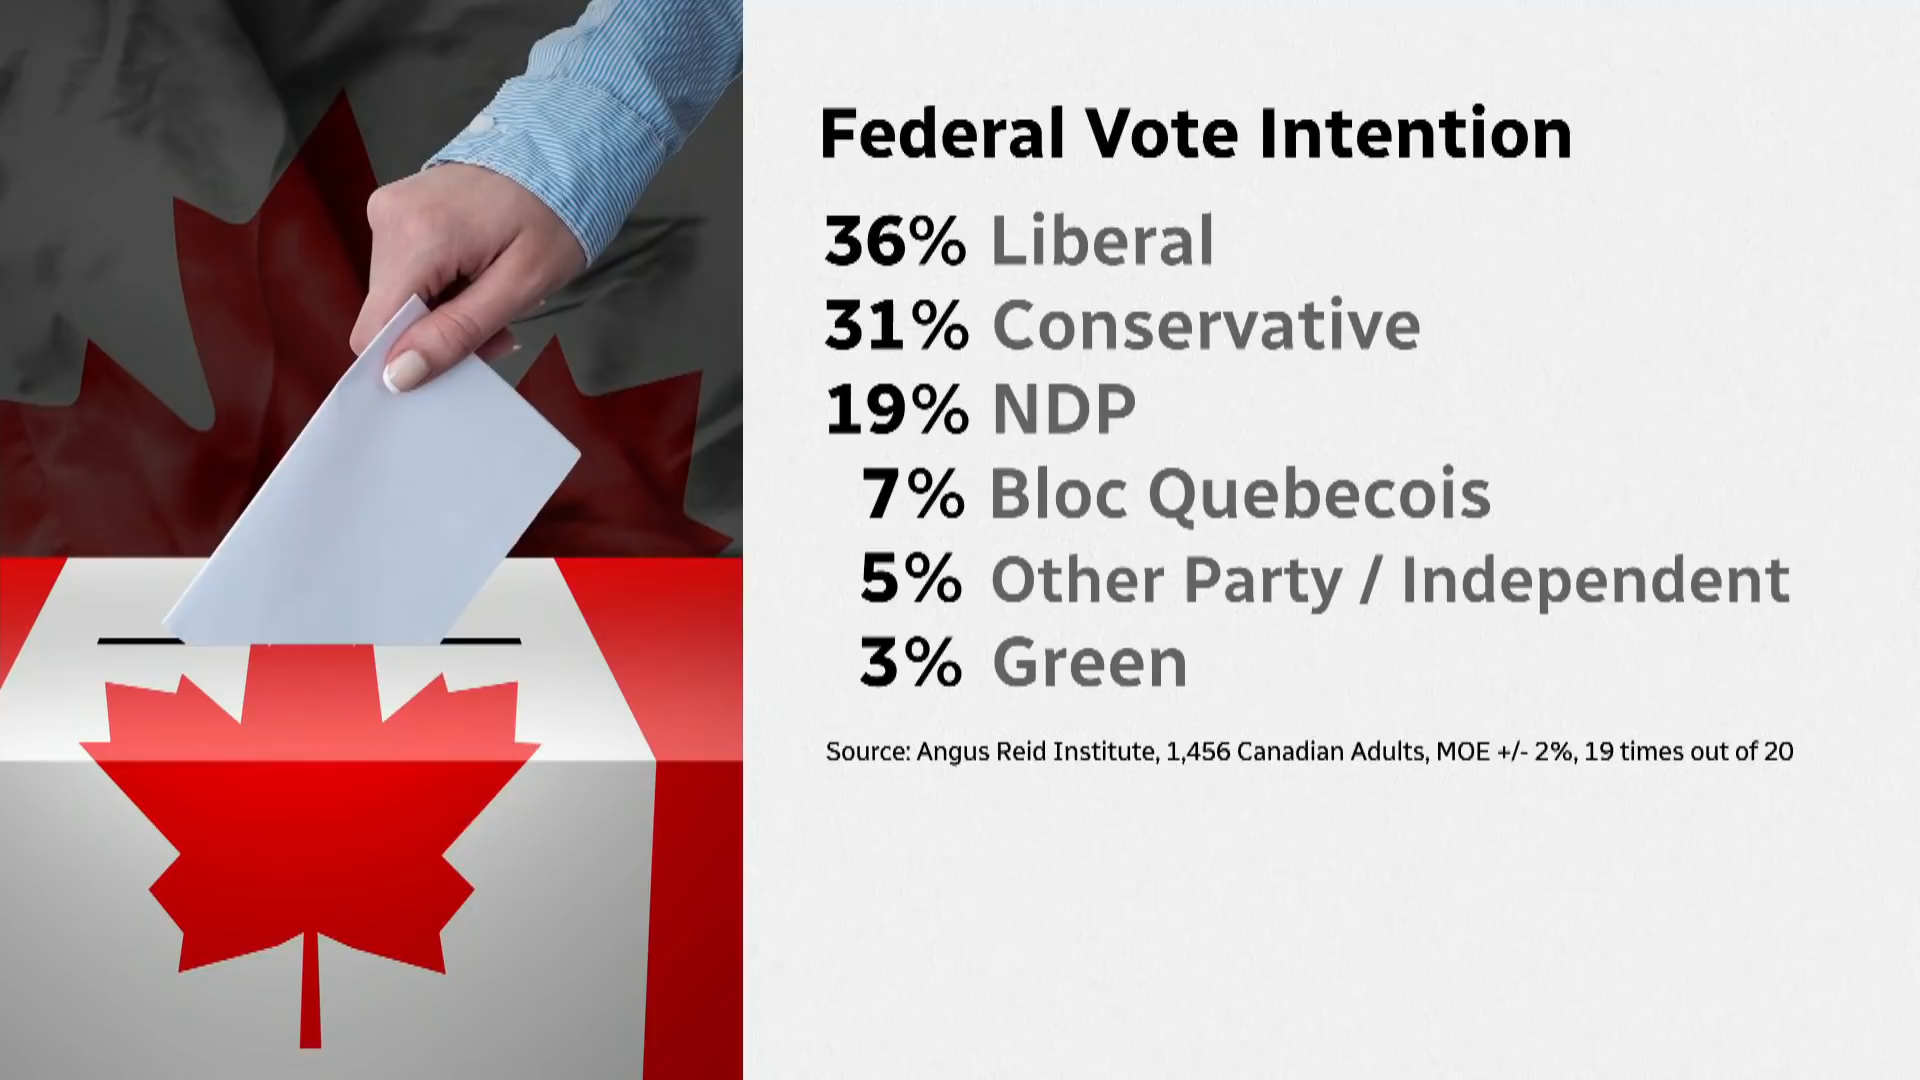 Federal Vote Intention
36% Liberal
31% Conservative
19% NDP
7% Bloc Quebecois
5% Other Party / Independent
3% Green
Source: Angus Reid Institute, 1,456 Canadian Adults, MOE +/- 2%, 19 times out of 20